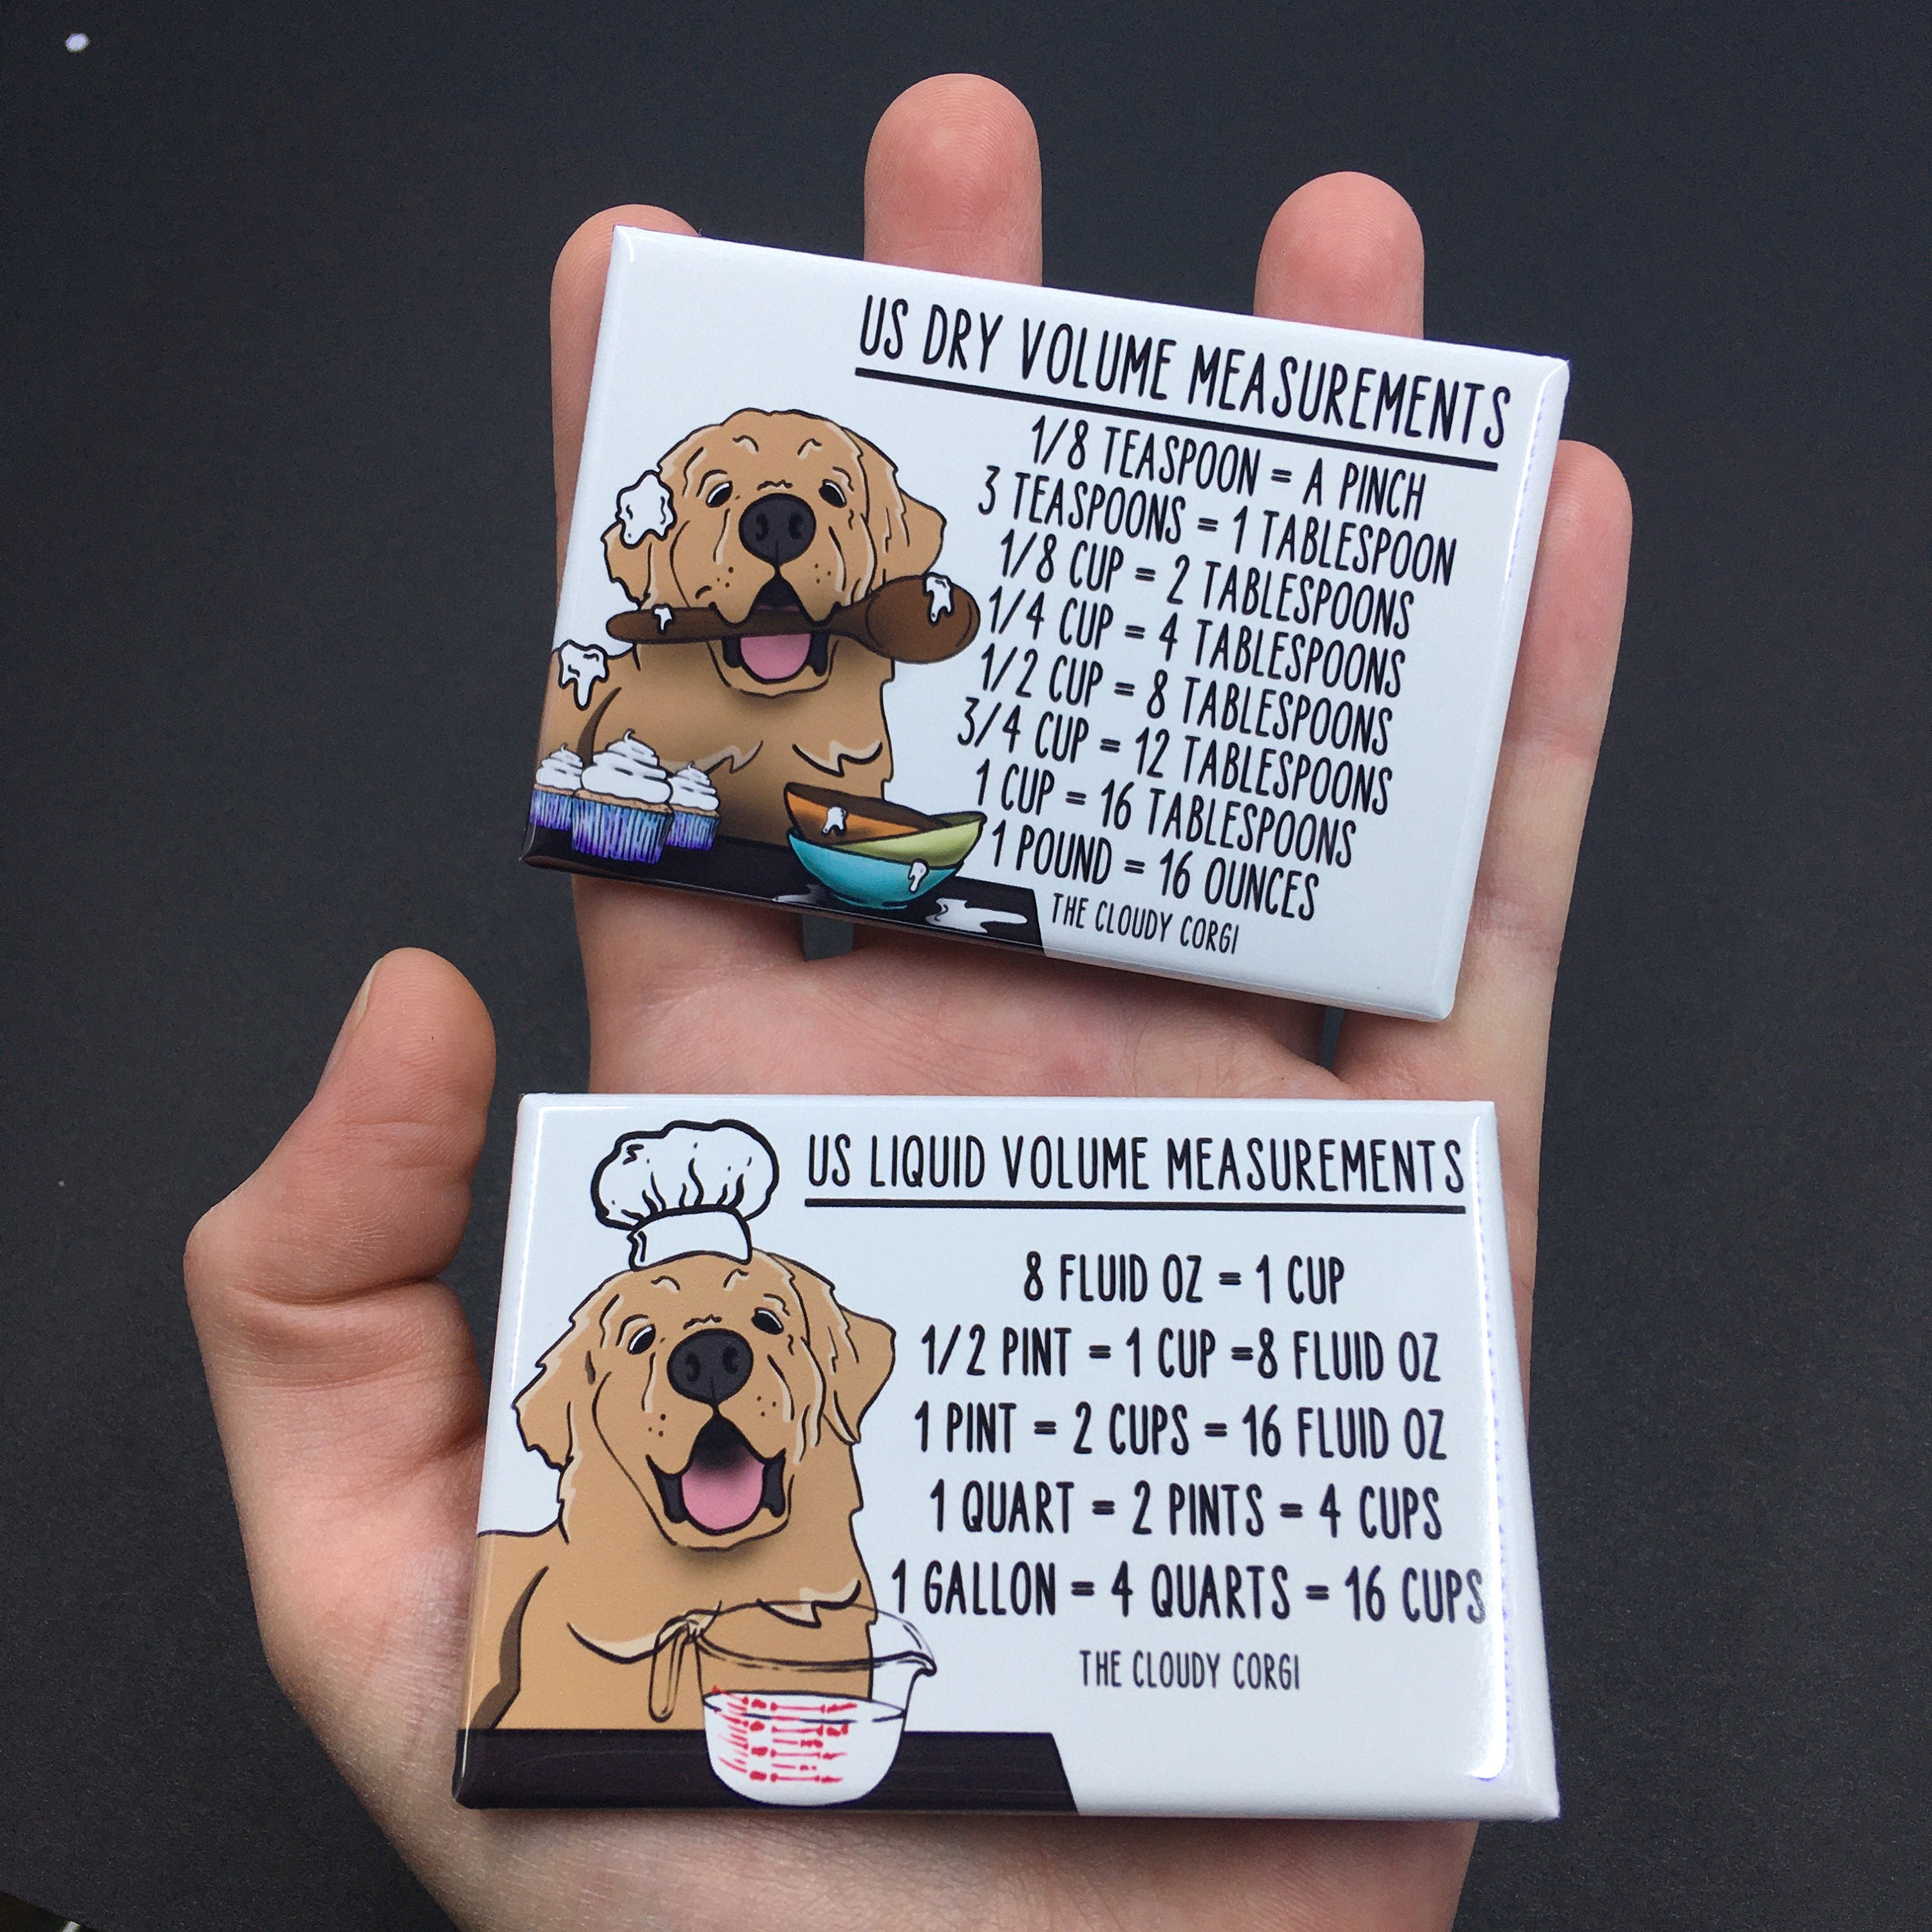 US DRY VOLUME MEASUREMENTS
1/8 TEASPOON = A PINCH
3 TEASPOONS = 1 TABLESPOON
1/8 CUP = 2 TABLESPOONS
1/4 CUP = 4 TABLESPOONS
1/2 CUP = 8 TABLESPOONS
3/4 CUP = 12 TABLESPOONS
1 CUP = 16 TABLESPOONS
1 POUND = 16 OUNCES
THE CLOUDY CORGI
US LIQUID VOLUME MEASUREMENTS
8 FLUID OZ = 1 CUP
1/2 PINT = 1 CUP =8 FLUID OZ
1 PINT = 2 CUPS = 16 FLUID OZ
1 QUART = 2 PINTS = 4 CUPS
1 GALLON = 4 QUARTS = 16 CUPS
THE CLOUDY CORGI